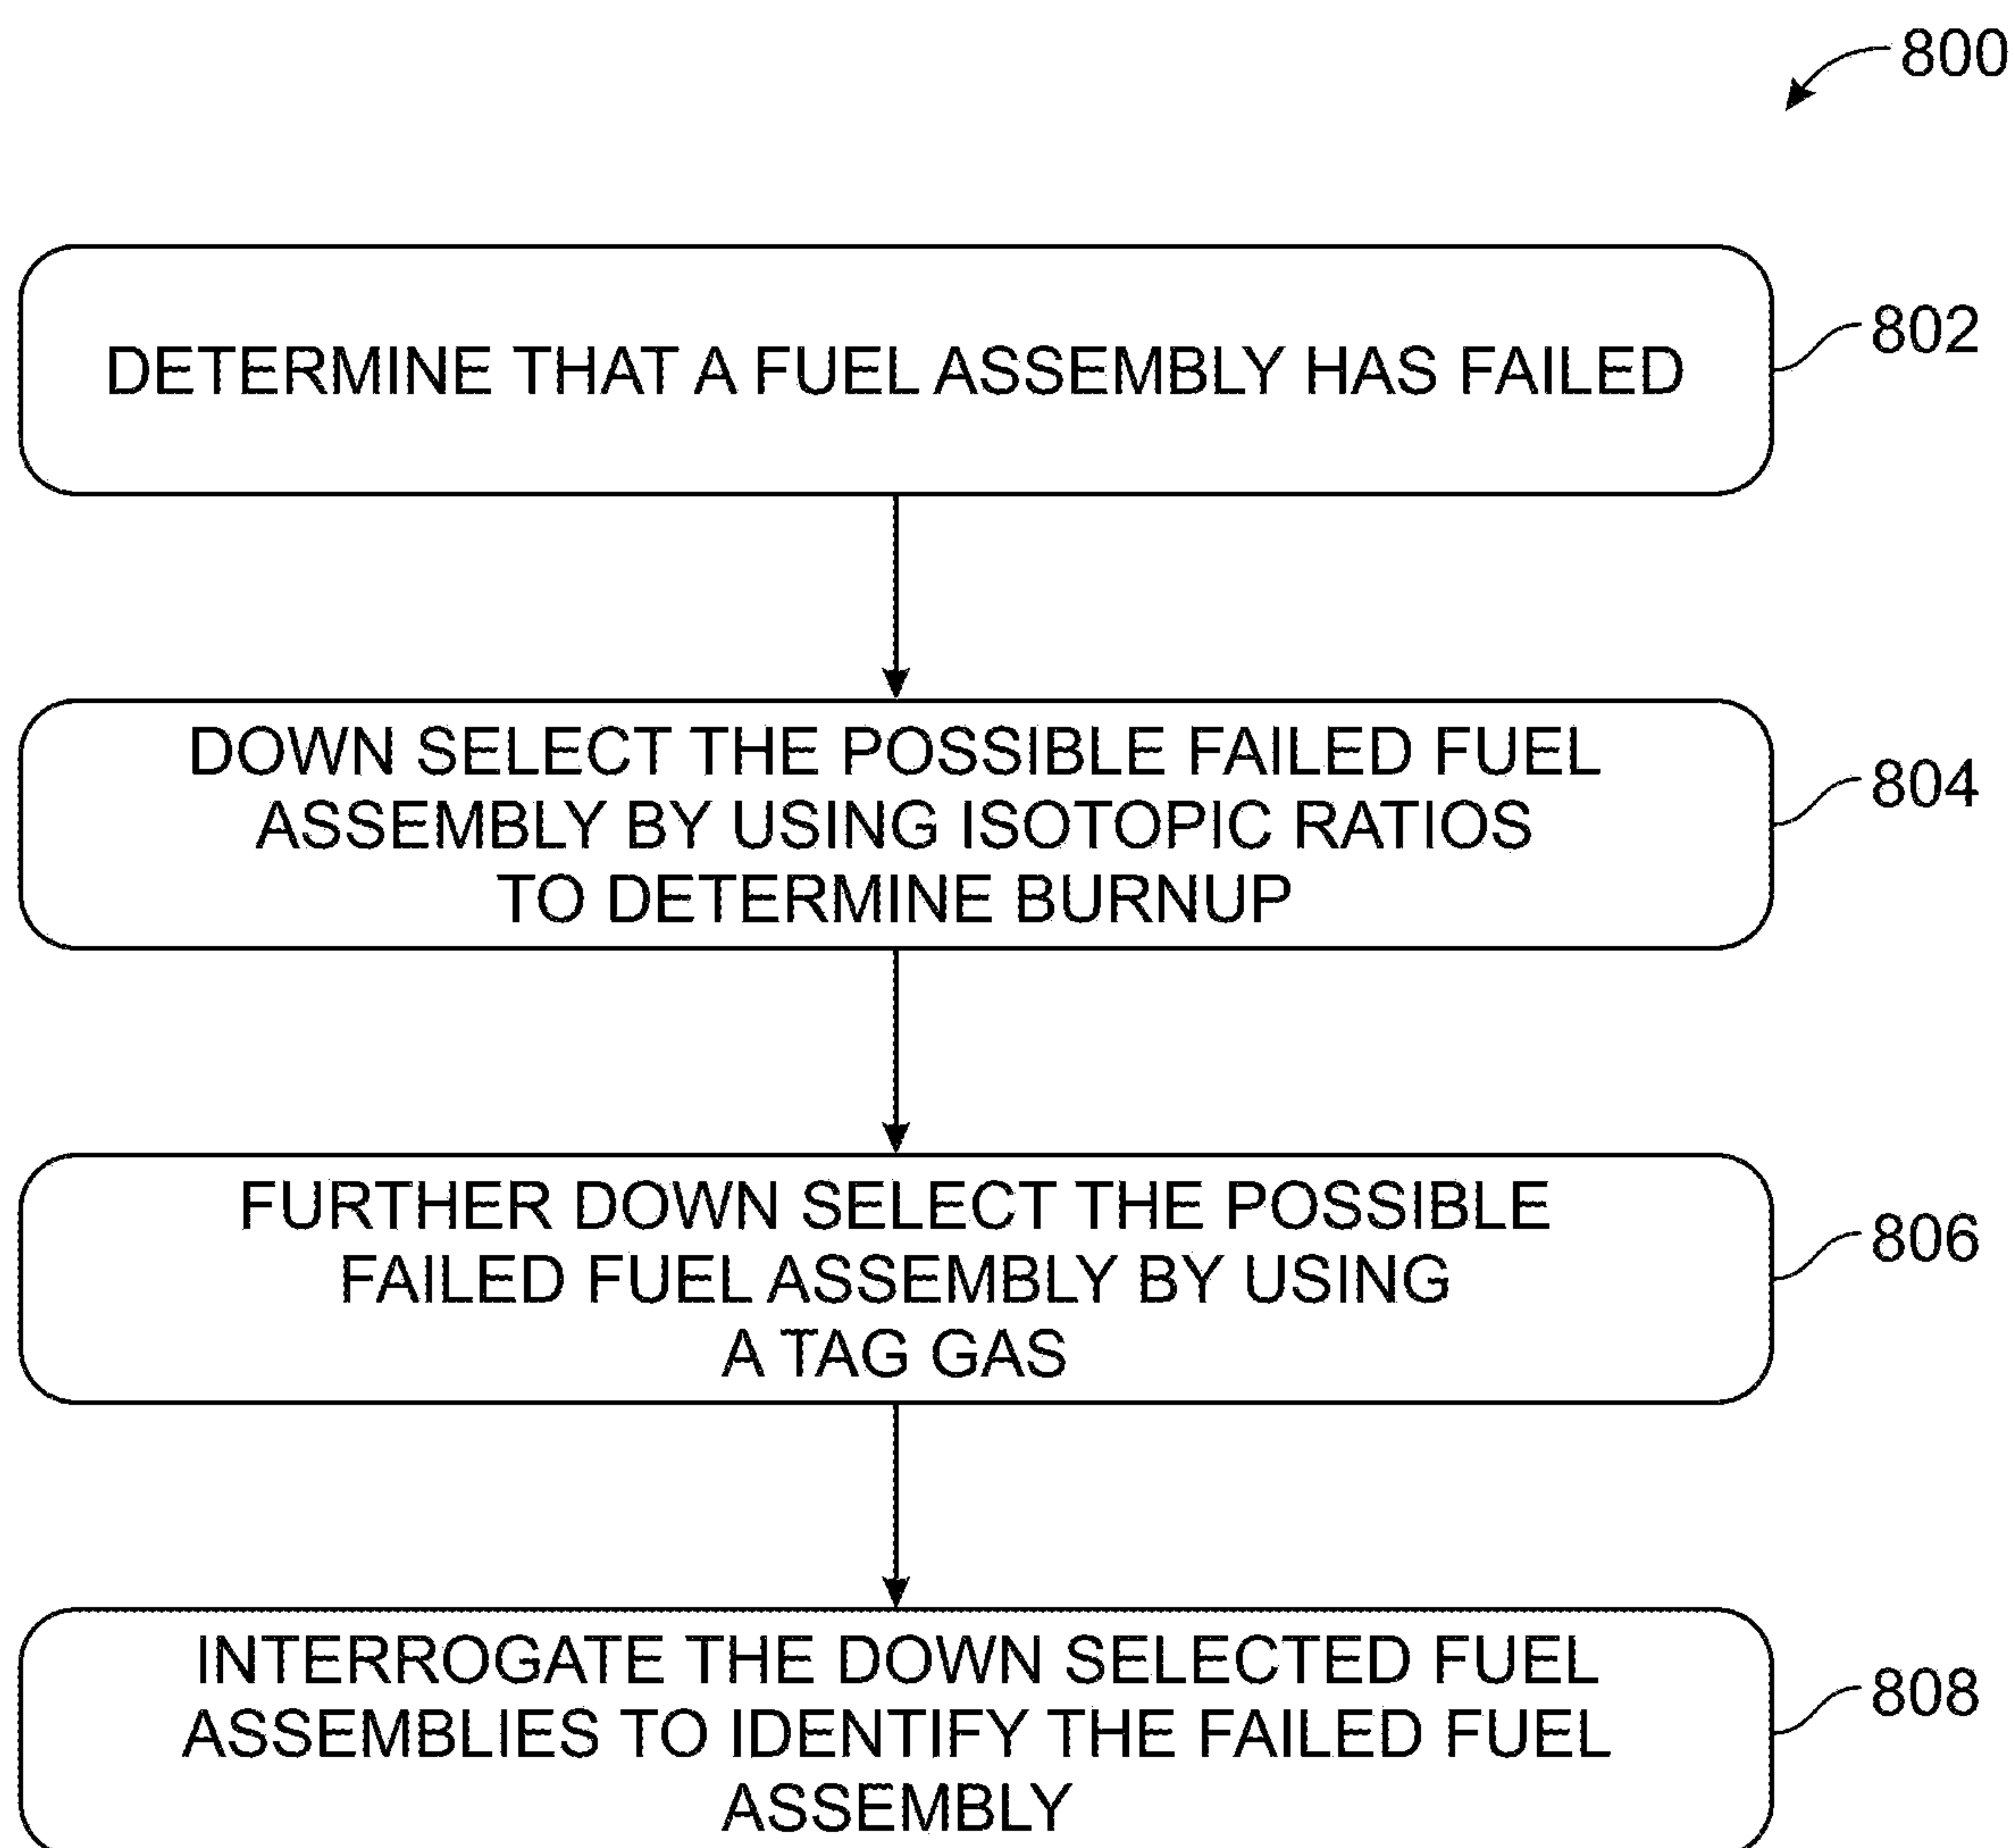 800
DETERMINE THAT A FUEL ASSEMBLY HAS FAILED
802
DOWN SELECT THE POSSIBLE FAILED FUEL
ASSEMBLY BY USING ISOTOPIC RATIOS
TO DETERMINE BURNUP
804
FURTHER DOWN SELECT THE POSSIBLE
FAILED FUEL ASSEMBLY BY USING
A TAG GAS
806
INTERROGATE THE DOWN SELECTED FUEL
ASSEMBLIES TO IDENTIFY THE FAILED FUEL
ASSEMBLY
808